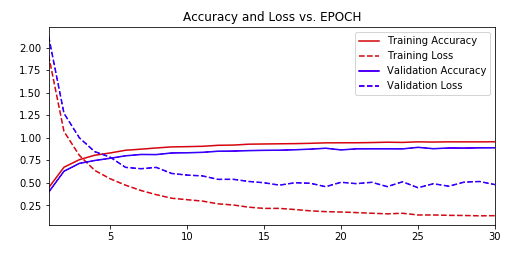 Accuracy and Loss vs. EPOCH
Training Accuracy
Training Loss
Validation Accuracy
Validation Loss
2.00
1.75
1.50
1.25
1.00
0.75
0.50
0.25
5 10 15 20 25 30